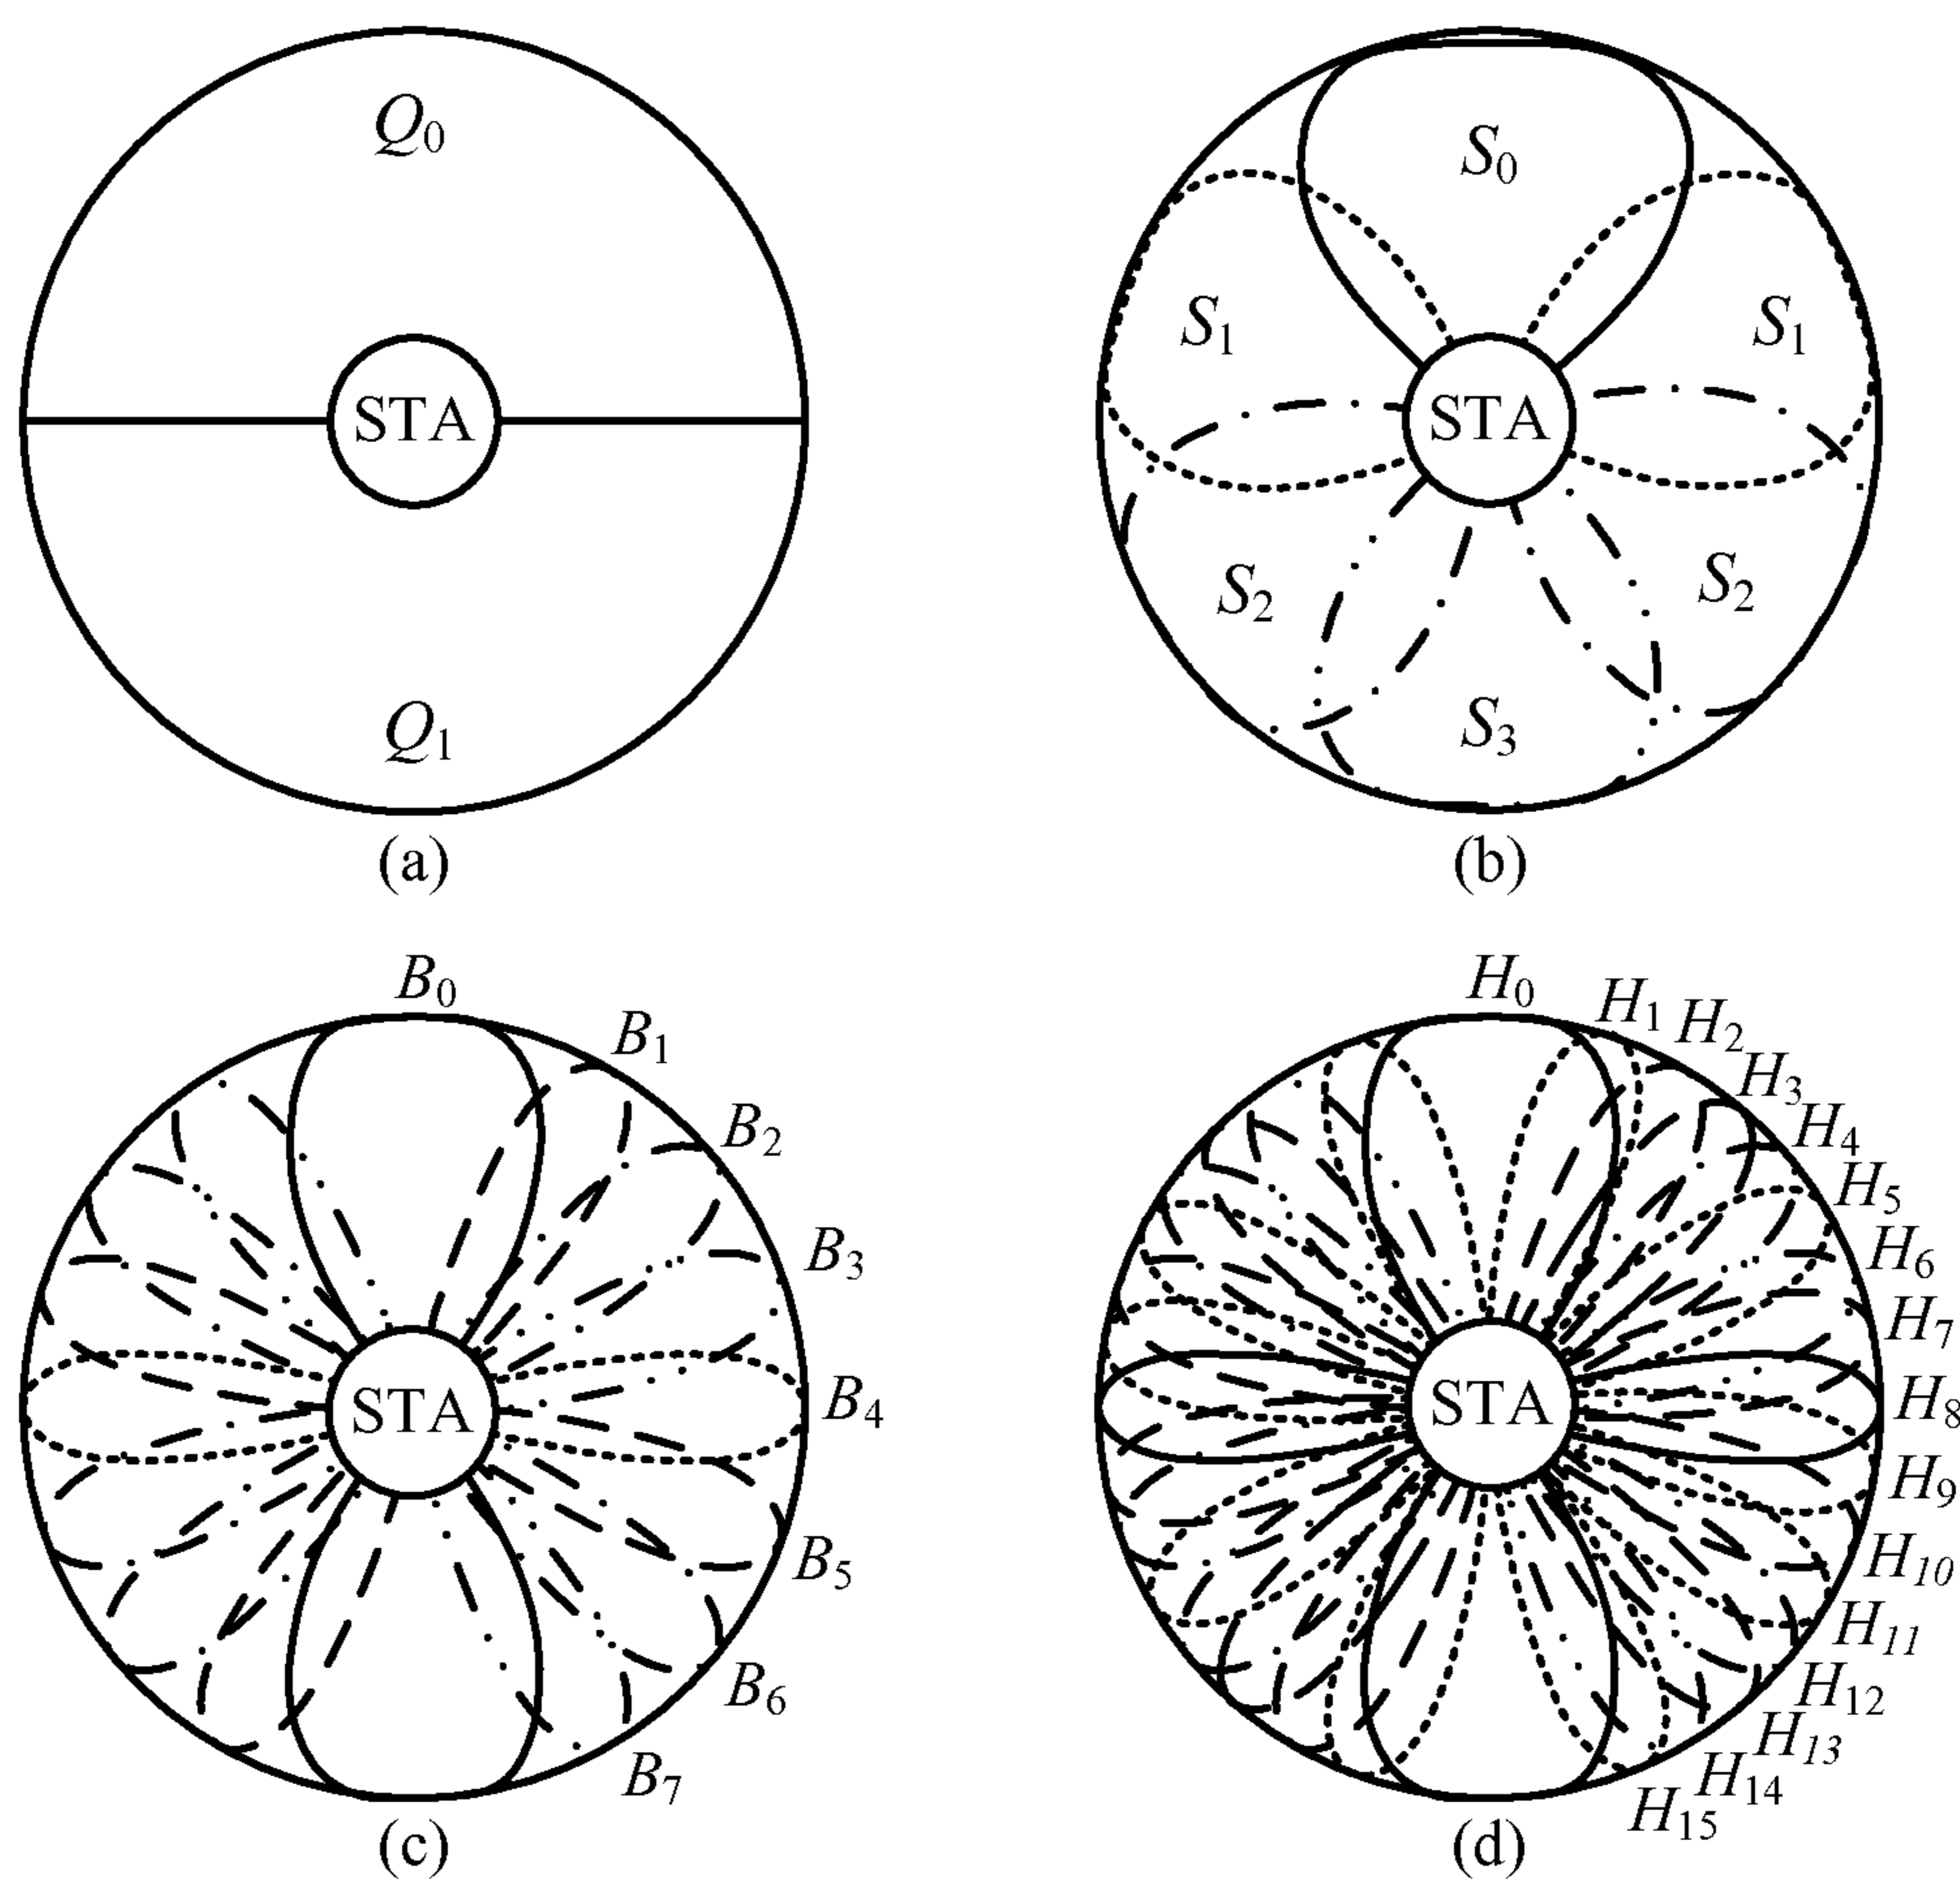 Q₀
STA
Q₁
(a)
S₀
S₁ S₁
STA
S₂ S₂
S₃
(b)
B₀
B₁
B₂
B₃
STA B₄
B₅
B₆
B₇
(c)
H₀
H₁
H₂
H₃
H₄
H₅
H₆
H₇
STA H₈
H₉
H₁₀
H₁₁
H₁₂
H₁₃
H₁₄
H₁₅
(d)